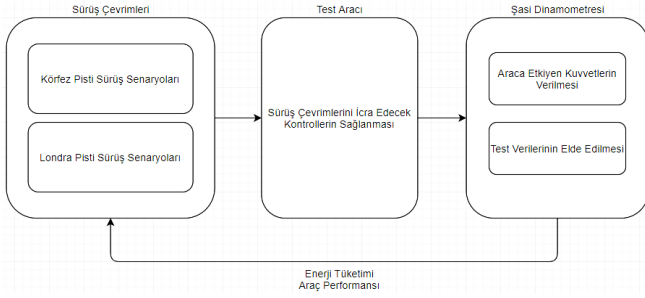 Sürüş Çevrimleri
Körfez Pisti Sürüş Senaryoları
Londra Pisti Sürüş Senaryoları
Test Aracı
Sürüş Çevrimlerini İcra Edecek
Kontrollerin Sağlanması
Şasi Dinamometresi
Araca Etkiyen Kuvvetlerin
Verilmesi
Test Verilerinin Elde Edilmesi
Enerji Tüketimi
Araç Performansı